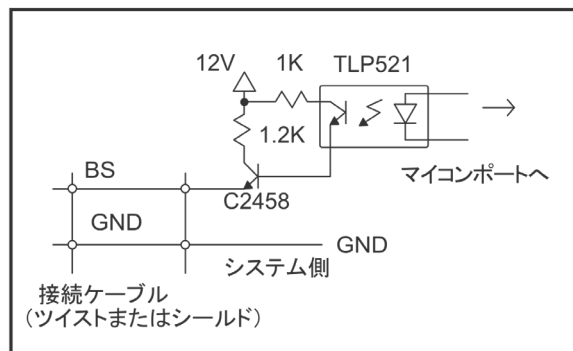 12V
1K
TLP521
1.2K
マイコンポートへ
BS
C2458
GND
GND
システム側
接続ケーブル
（ツイストまたはシールド）